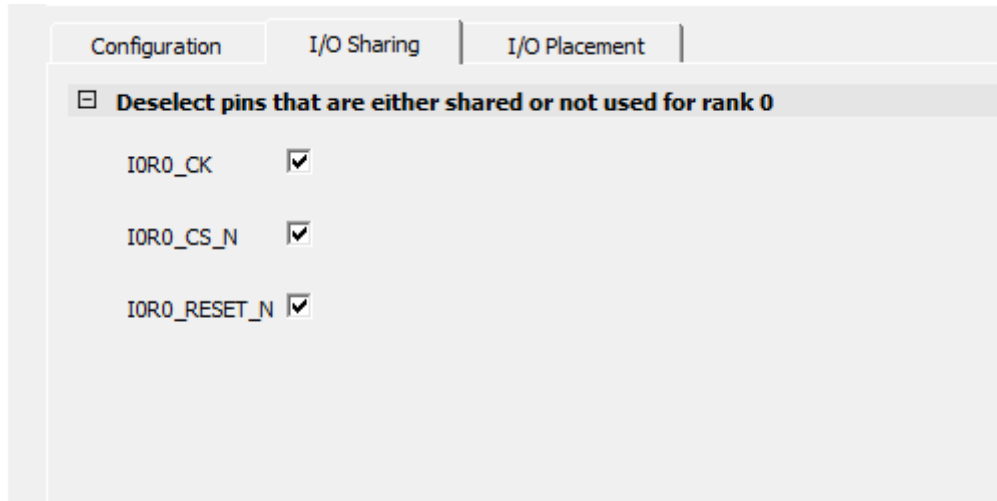 Configuration I/O Sharing I/O Placement
Deselect pins that are either shared or not used for rank 0
I0R0_CK
I0R0_CS_N
I0R0_RESET_N